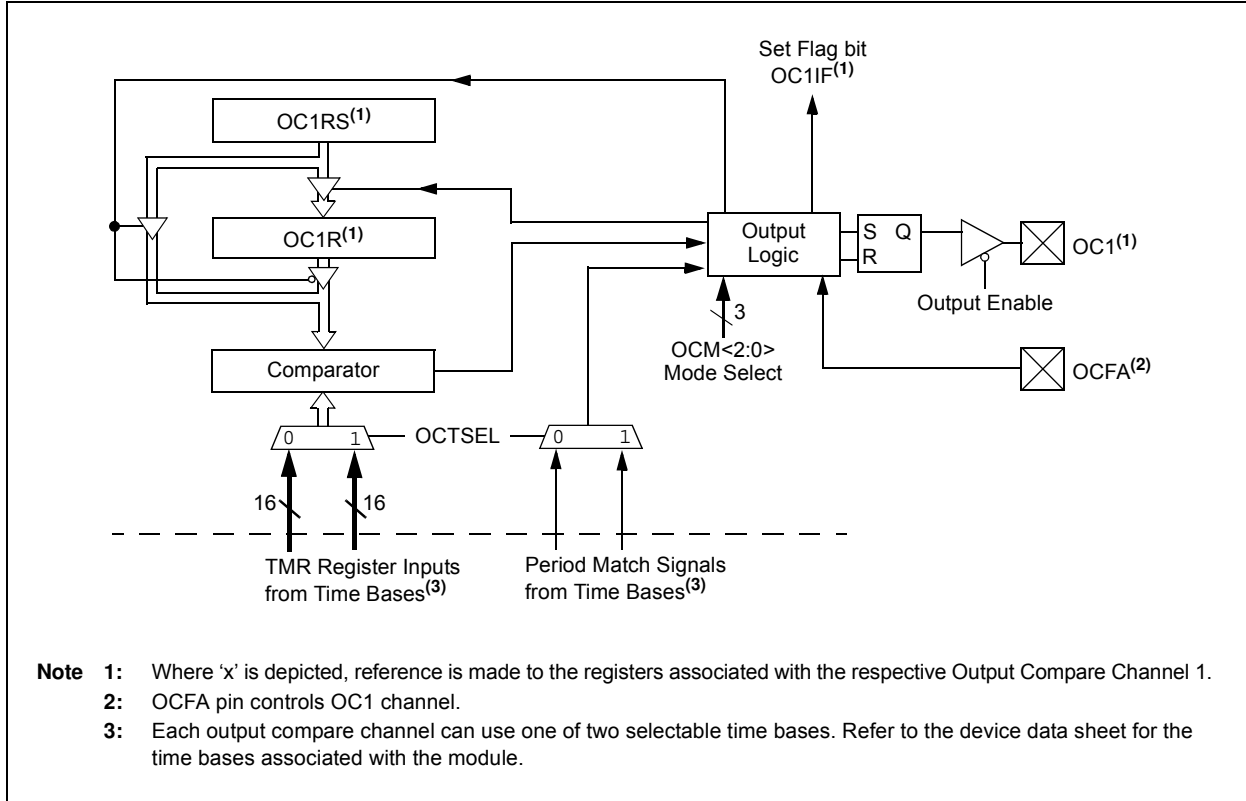 Set Flag bit
OC1IF(1)
OC1RS(1)
OC1R(1)
Output
Logic
S Q
R
OC1(1)
Output Enable
3
OCM<2:0>
Mode Select
OCFA(2)
Comparator
0 1
OCTSEL
0 1
16
16
TMR Register Inputs
from Time Bases(3)
Period Match Signals
from Time Bases(3)
Note 1: Where ‘x’ is depicted, reference is made to the registers associated with the respective Output Compare Channel 1.
2: OCFA pin controls OC1 channel.
3: Each output compare channel can use one of two selectable time bases. Refer to the device data sheet for the
time bases associated with the module.